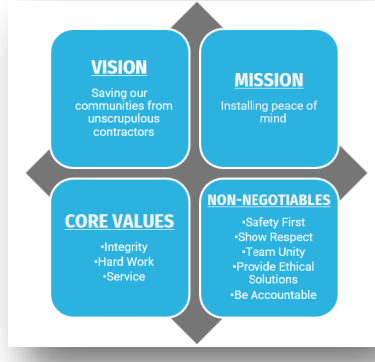 VISION
Saving our
communities from
unscrupulous
contractors
MISSION
Installing peace of
mind
CORE VALUES
•Integrity
•Hard Work
•Service
NON-NEGOTIABLES
•Safety First
•Show Respect
•Team Unity
•Provide Ethical
Solutions
•Be Accountable